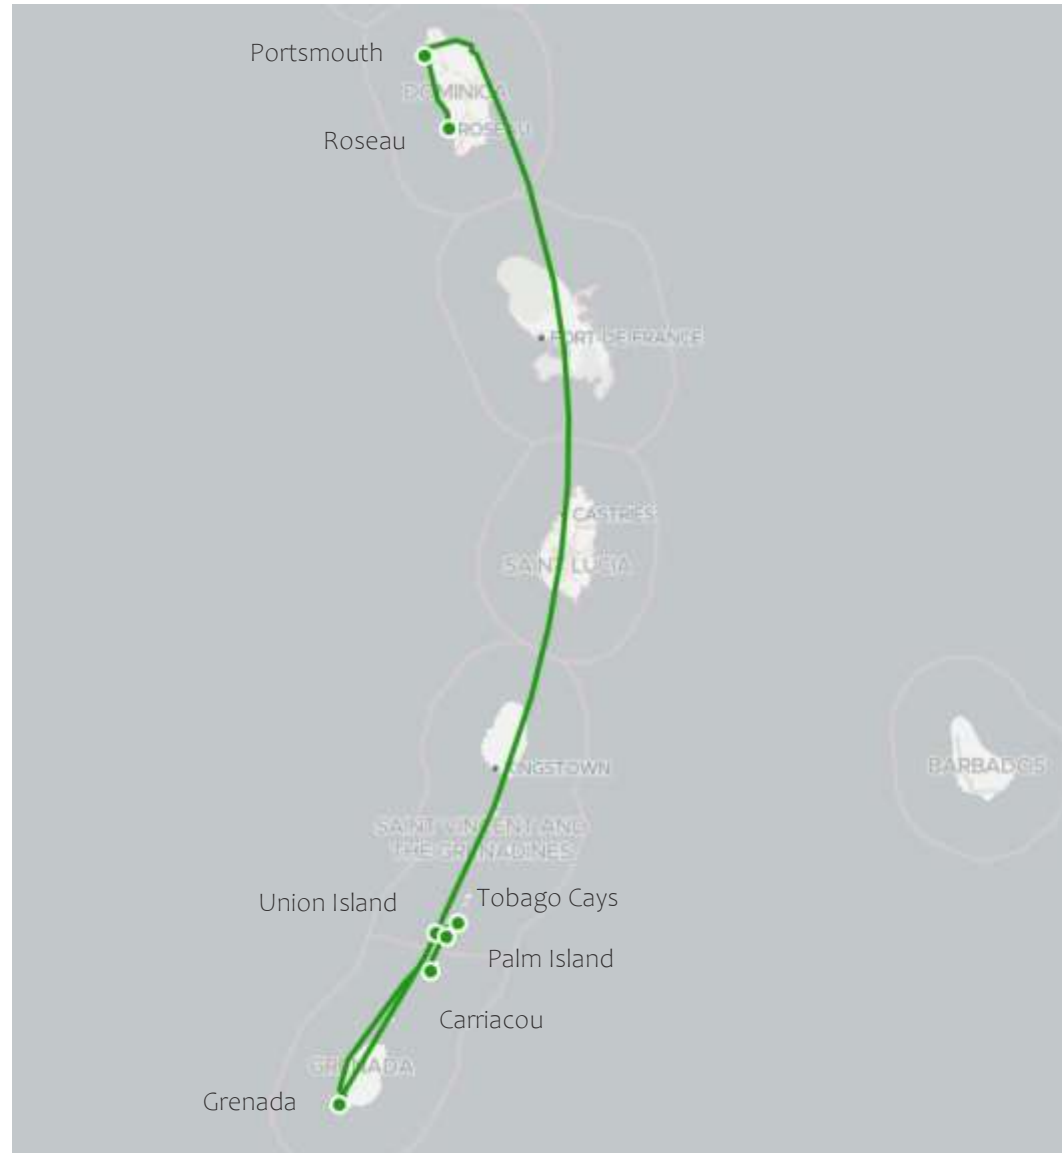 Portsmouth
DOMINICA
Roseau
ROSEAU
FORT-DE-FRANCE
CASTRIES
SAINT LUCIA
KINGSTOWN
BARBADOS
SAINT VINCENT AND
THE GRENADINES
Union Island
Tobago Cays
Palm Island
Carriacou
GRENADA
Grenada